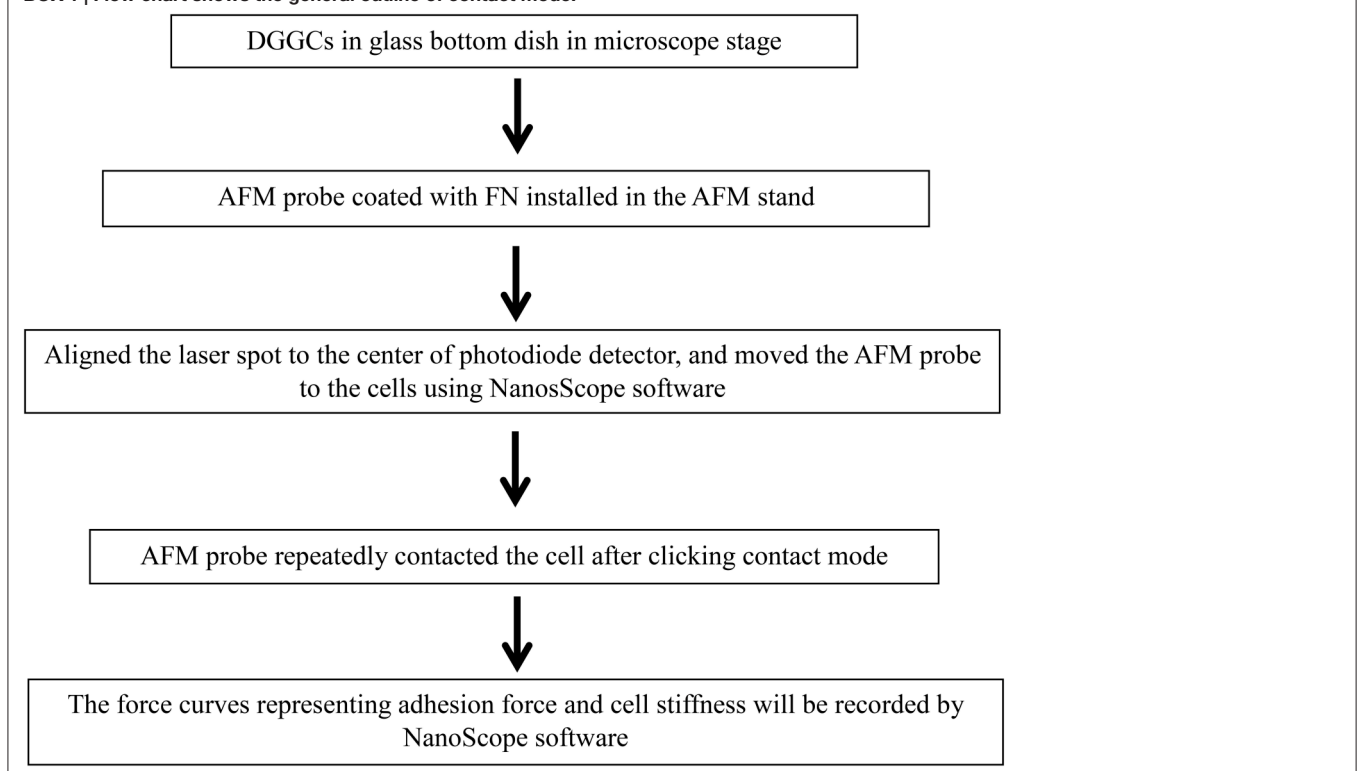 DGGCs in glass bottom dish in microscope stage
AFM probe coated with FN installed in the AFM stand
Aligned the laser spot to the center of photodiode detector, and moved the AFM probe
to the cells using NanosScope software
AFM probe repeatedly contacted the cell after clicking contact mode
The force curves representing adhesion force and cell stiffness will be recorded by
NanoScope software